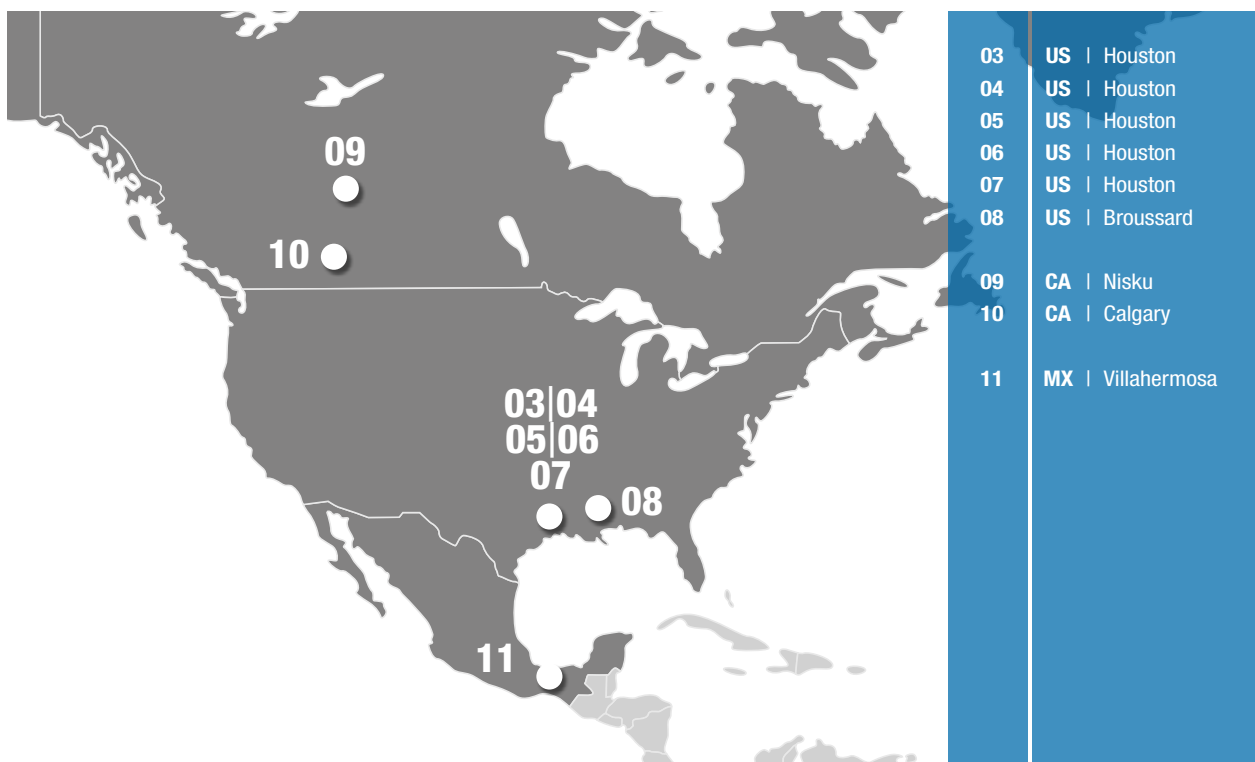 09
10
03|04
05|06
07
08
11
03 US | Houston
04 US | Houston
05 US | Houston
06 US | Houston
07 US | Houston
08 US | Broussard
09 CA | Nisku
10 CA | Calgary
11 MX | Villahermosa